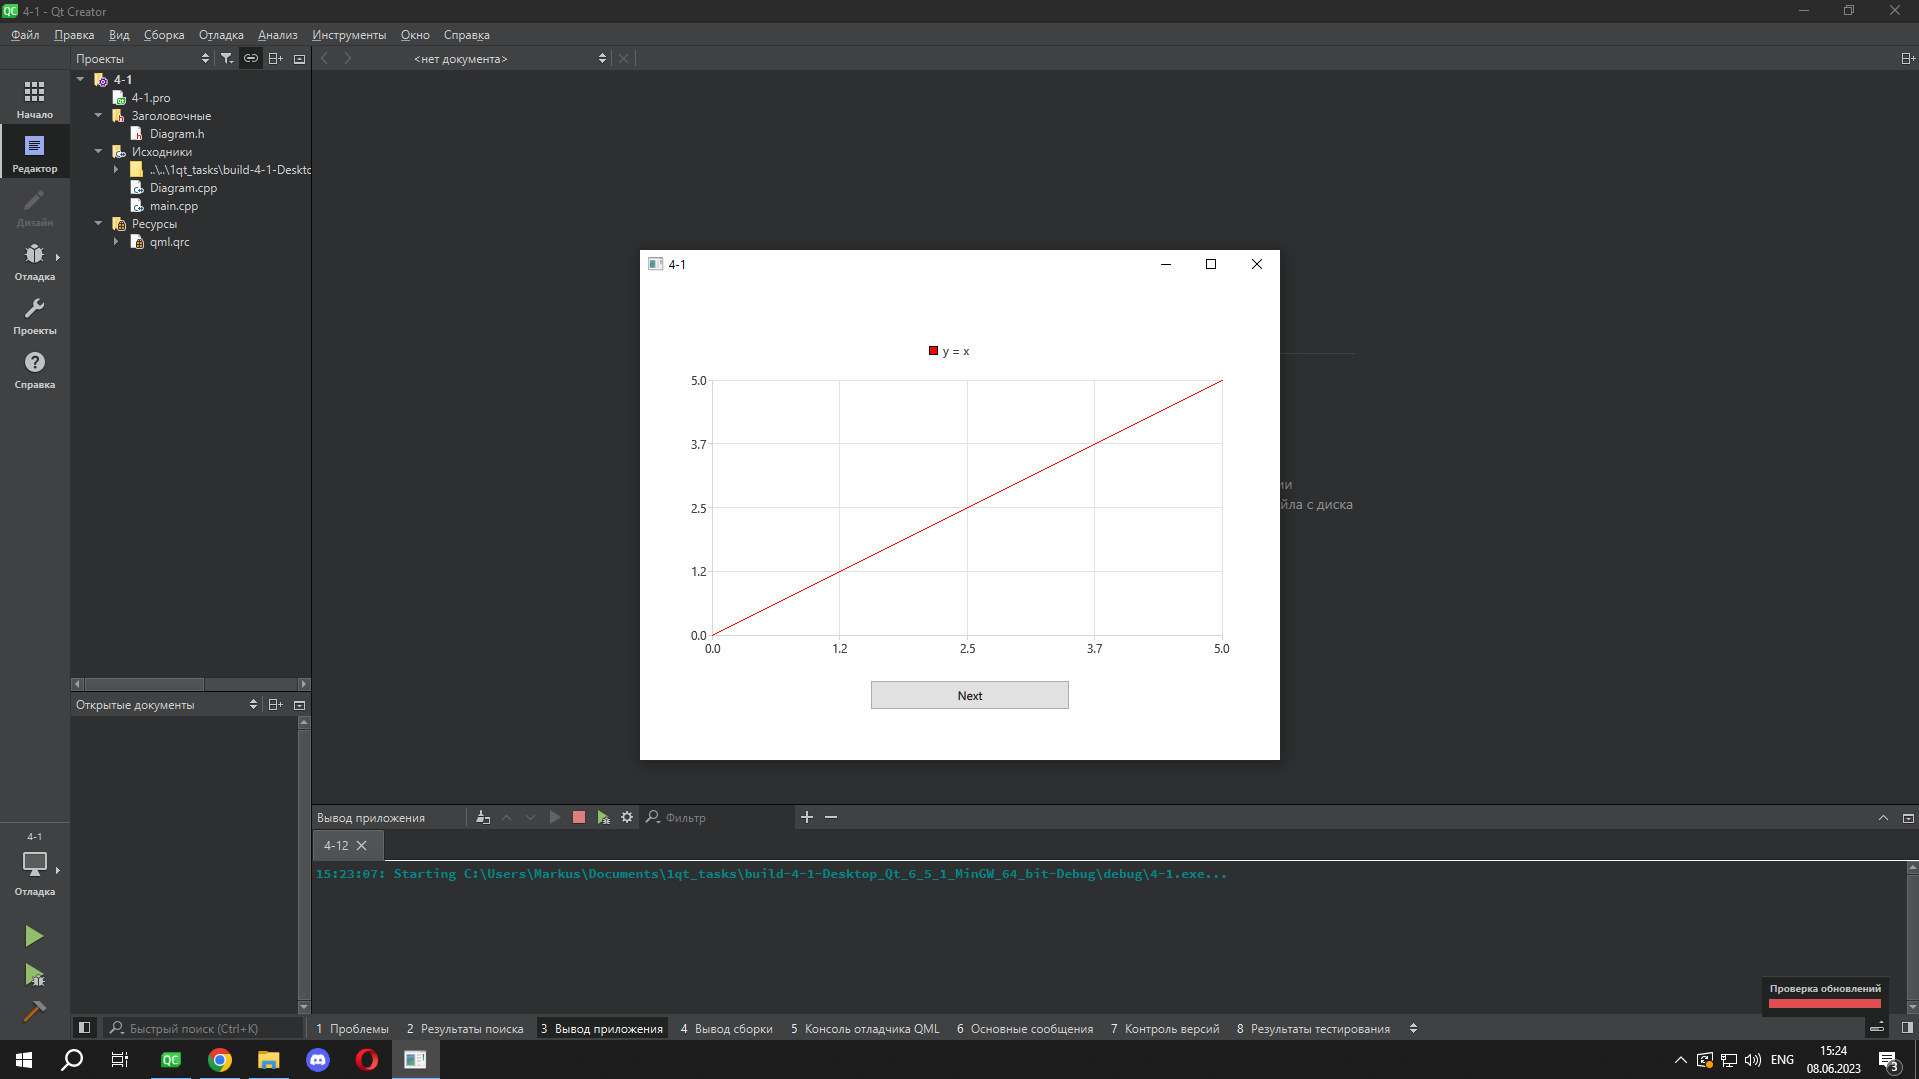 4-1 - Qt Creator
Файл Правка Вид Сборка Отладка Анализ Инструменты Окно Справка
Проекты
<нет документа>
Начало
Редактор
Дизайн
Отладка
Проекты
Справка
4-1
4-1.pro
Заголовочные
Diagram.h
Исходники
..\..\1qt_tasks\build-4-1-Deskto
Diagram.cpp
main.cpp
Ресурсы
qml.qrc
4-1
y = x
5.0
3.7
2.5
1.2
0.0
0.0 1.2 2.5 3.7 5.0
Next
ии
йла с диска
Открытые документы
4-1
Отладка
Вывод приложения
Фильтр
4-12
15:23:07: Starting C:\Users\Markus\Documents\1qt_tasks\build-4-1-Desktop_Qt_6_5_1_MinGW_64_bit-Debug\debug\4-1.exe...
Проверка обновлений
Быстрый поиск (Ctrl+K)
1 Проблемы 2 Результаты поиска 3 Вывод приложения 4 Вывод сборки 5 Консоль отладчика QML 6 Основные сообщения 7 Контроль версий 8 Результаты тестирования
QC
ENG
15:24
08.06.2023
3